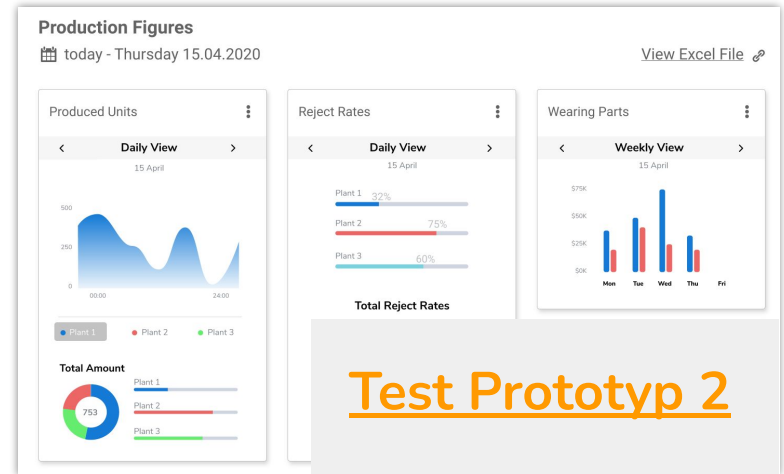 Production Figures
today - Thursday 15.04.2020
View Excel File
Produced Units
Daily View
15 April
500
250
0
00:00
24:00
Plant 1
Plant 2
Plant 3
Total Amount
753
Plant 1
Plant 2
Plant 3
Reject Rates
Daily View
15 April
Plant 1
32%
Plant 2
75%
Plant 3
60%
Total Reject Rates
Wearing Parts
Weekly View
15 April
$75K
$50K
$25K
$0K
Mon Tue Wed Thu Fri
Test Prototyp 2